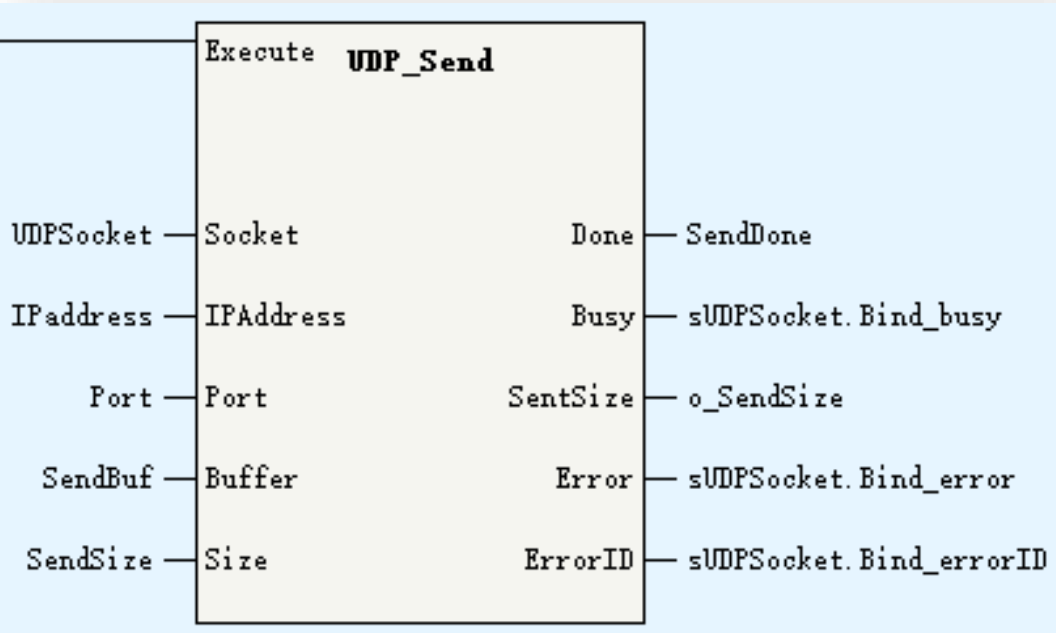 Execute UDP_Send
UDPSocket Socket Done SendDone
IPaddress IPAddress Busy sUDPSocket.Bind_busy
Port Port SentSize o_SendSize
SendBuf Buffer Error sUDPSocket.Bind_error
SendSize Size ErrorID sUDPSocket.Bind_errorID